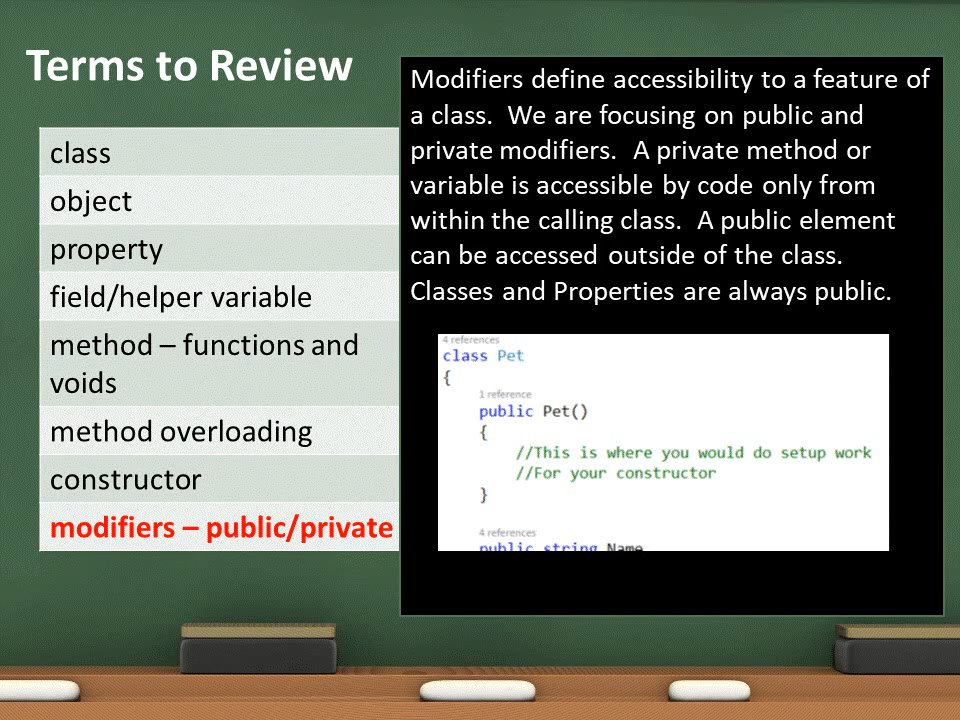 Terms to Review
class
object
property
field/helper variable
method – functions and
voids
method overloading
constructor
modifiers – public/private
Modifiers define accessibility to a feature of
a class. We are focusing on public and
private modifiers. A private method or
variable is accessible by code only from
within the calling class. A public element
can be accessed outside of the class.
Classes and Properties are always public.
4 references
class Pet
{
1 reference
public Pet()
{
//This is where you would do setup work
//For your constructor
}
4 references
public string Name